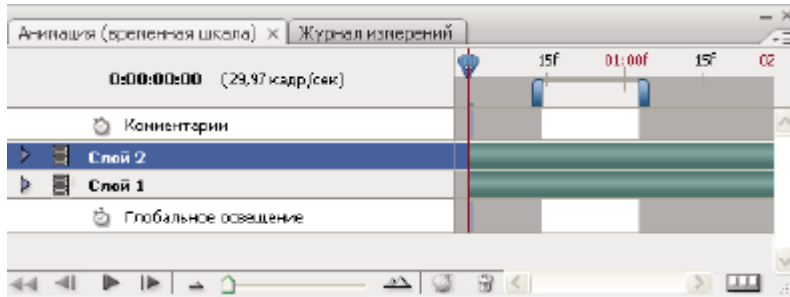 Анимация (временная шкала) × Журнал измерений
15f 01:00f 15f 02
0:00:00:00 (29,97 кадр/сек)
Комментарии
Слой 2
Слой 1
Глобальное освещение